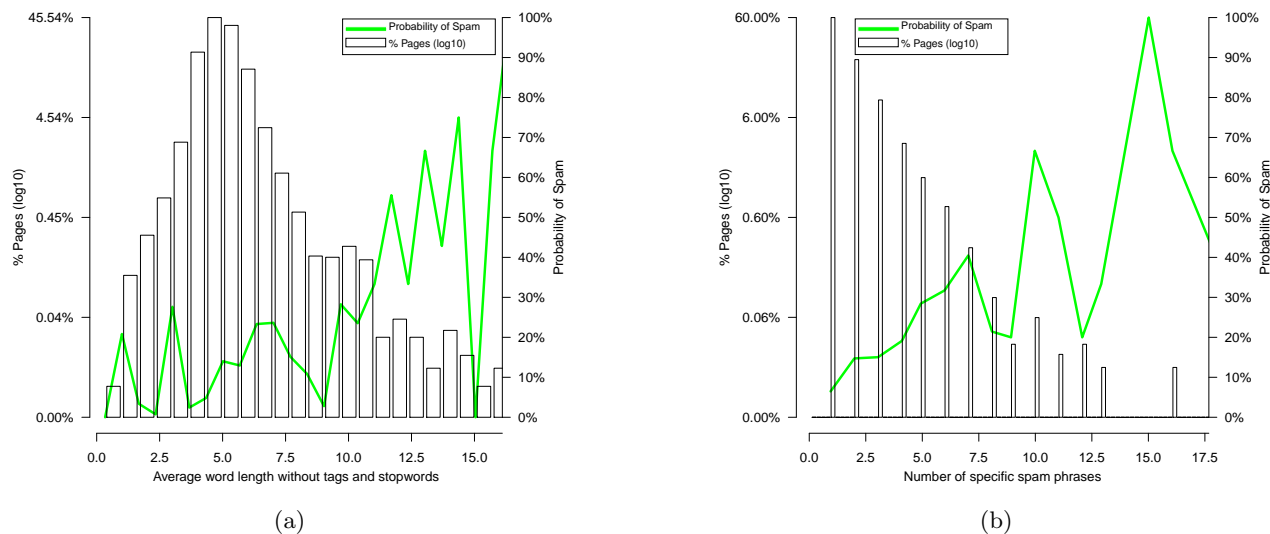 45.54%
4.54%
0.45%
0.04%
0.00%
% Pages (log10)
Probability of Spam
% Pages (log10)
100%
90%
80%
70%
60%
50%
40%
30%
20%
10%
0%
Probability of Spam
0.0 2.5 5.0 7.5 10.0 12.5 15.0
Average word length without tags and stopwords
(a)
60.00%
6.00%
0.60%
0.06%
0.00%
% Pages (log10)
Probability of Spam
% Pages (log10)
100%
90%
80%
70%
60%
50%
40%
30%
20%
10%
0%
Probability of Spam
0.0 2.5 5.0 7.5 10.0 12.5 15.0 17.5
Number of specific spam phrases
(b)